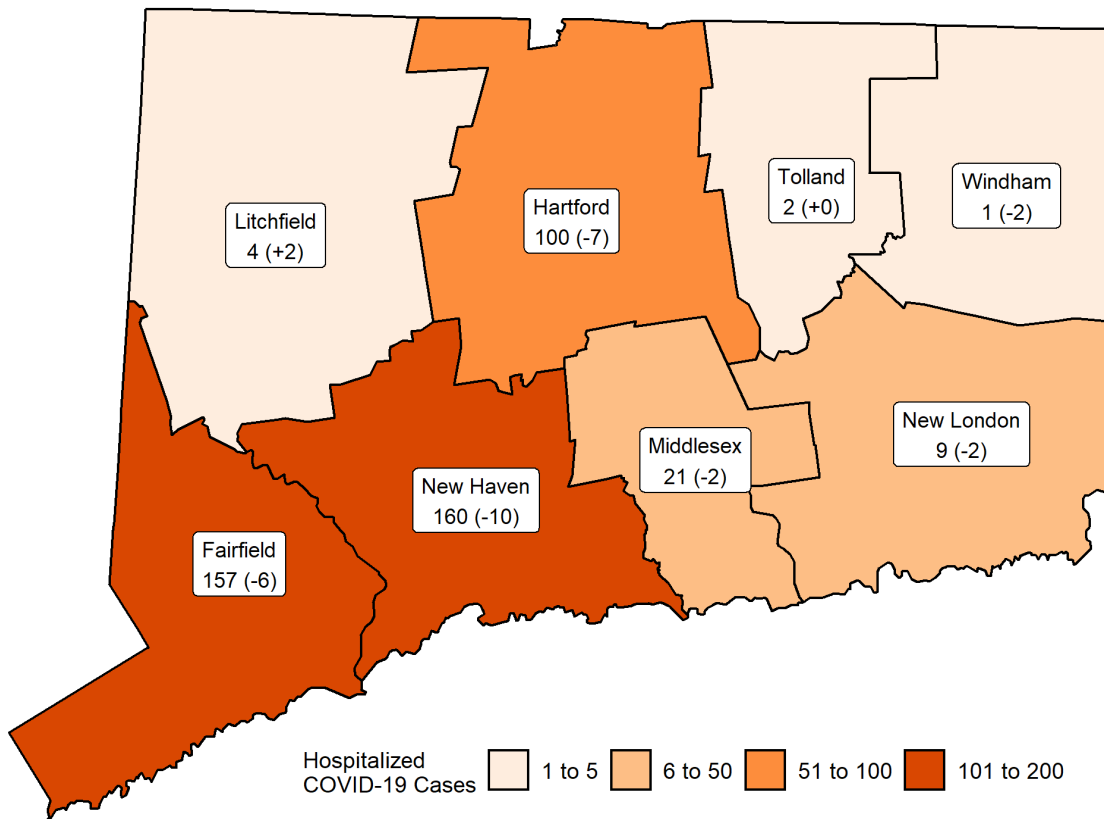 Litchfield
4 (+2)
Hartford
100 (-7)
Tolland
2 (+0)
Windham
1 (-2)
Fairfield
157 (-6)
New Haven
160 (-10)
Middlesex
21 (-2)
New London
9 (-2)
Hospitalized
COVID-19 Cases
1 to 5
6 to 50
51 to 100
101 to 200